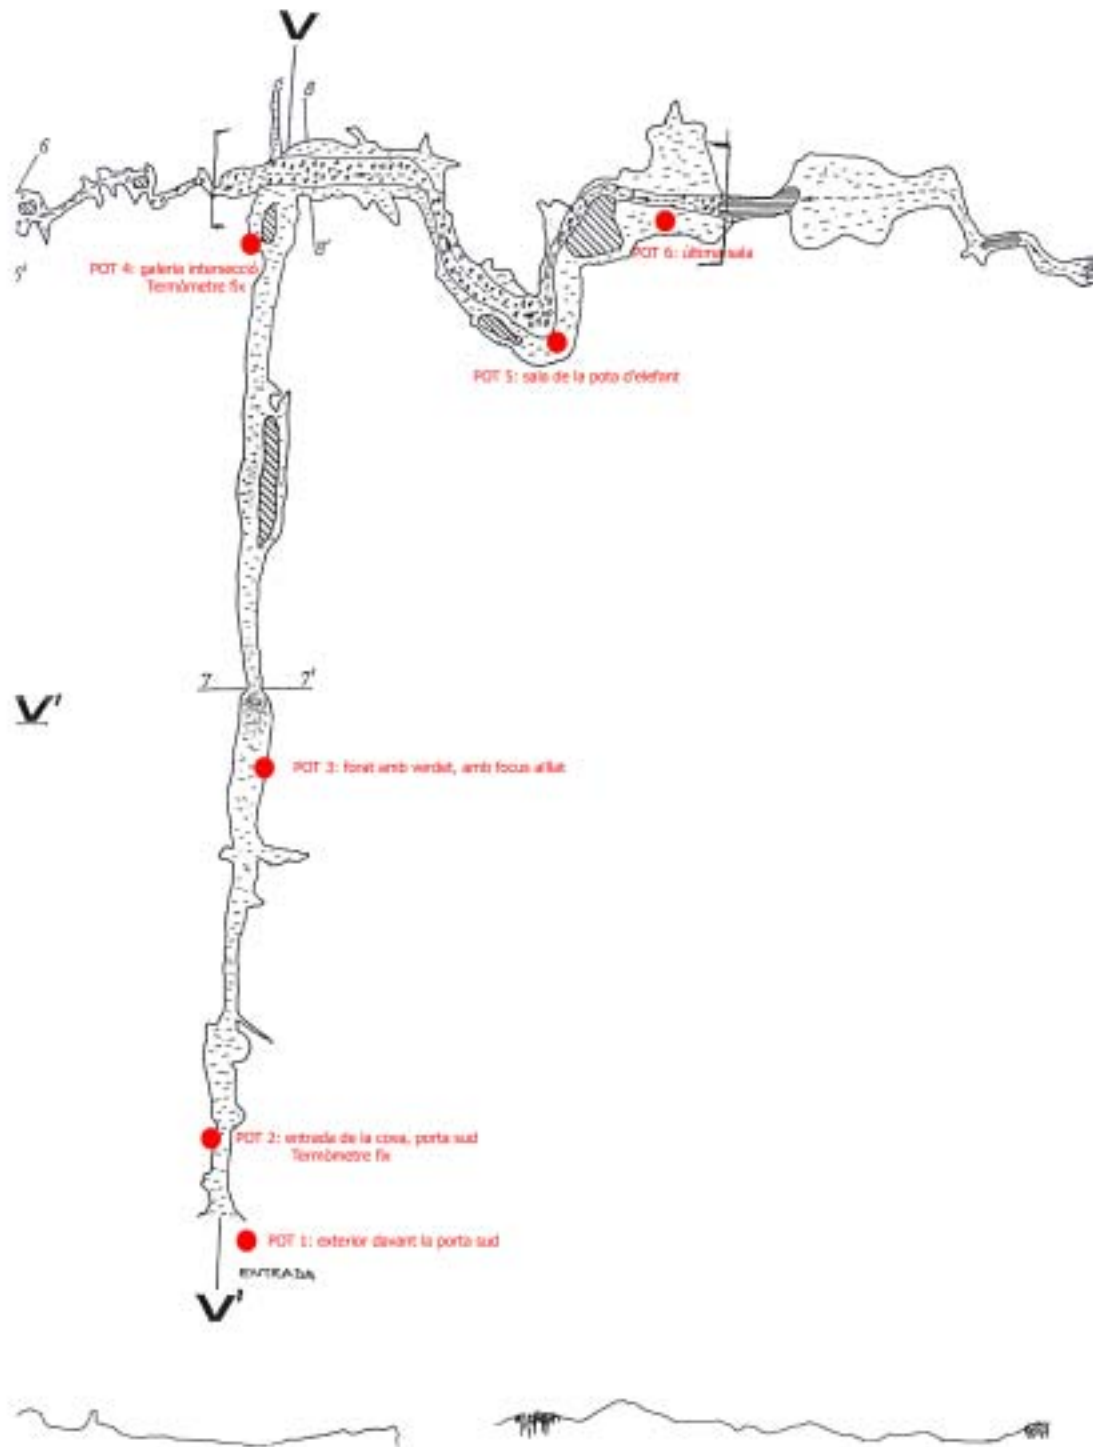 V
6
8
6
5'
8'
POT 4: galeria intersecció
Termòmetre fix
POT 6: última sala
POT 5: sala de la pota d'elefant
7 7'
V'
POT 3: forat amb verdet, amb focus aïllat
POT 2: entrada de la cova, porta sud
Termòmetre fix
POT 1: exterior davant la porta sud
ENTRADA
V'